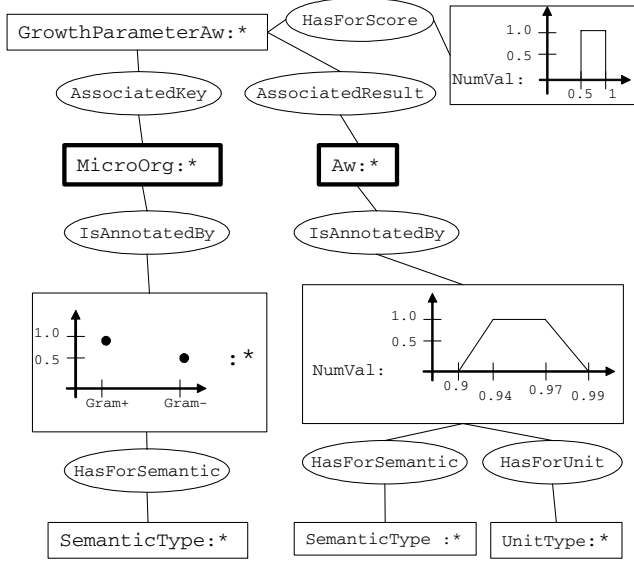 GrowthParameterAw:*
HasForScore
1.0
0.5
NumVal:
0.5 1
AssociatedKey
AssociatedResult
MicroOrg:*
Aw:*
IsAnnotatedBy
IsAnnotatedBy
1.0
0.5
:*
Gram+ Gram-
1.0
0.5
NumVal:
0.9 0.94 0.97 0.99
HasForSemantic
HasForSemantic
HasForUnit
SemanticType:*
SemanticType :*
UnitType:*